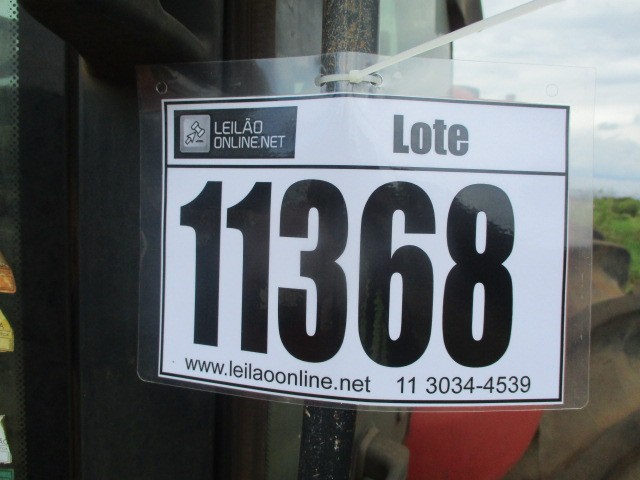 LEILÃO
ONLINE.NET
Lote
11368
www.leilaoonline.net 11 3034-4539